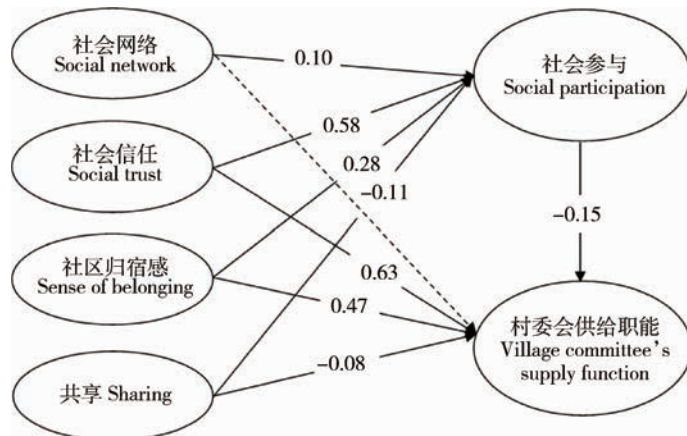 社会网络
Social network
社会信任
Social trust
社区归宿感
Sense of belonging
共享 Sharing
0.10
0.58
0.28
-0.11
0.63
0.47
-0.08
社会参与
Social participation
-0.15
村委会供给职能
Village committee's
supply function